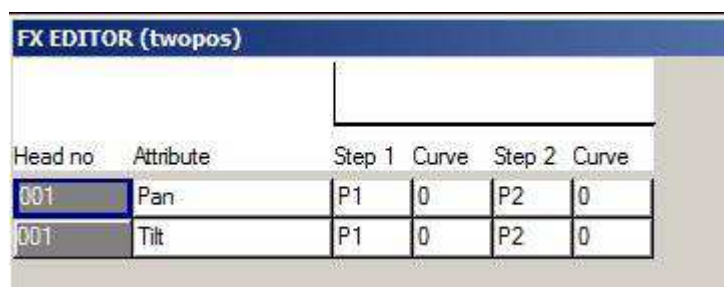 FX EDITOR (twopos)
Head no Attribute Step 1 Curve Step 2 Curve
001 Pan P1 0 P2 0
001 Tilt P1 0 P2 0